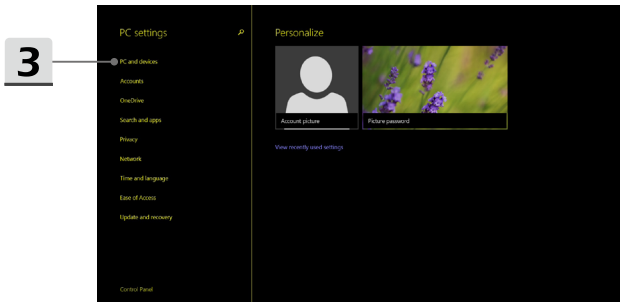 3
PC settings
PC and devices
Accounts
OneDrive
Search and apps
Privacy
Network
Time and language
Ease of Access
Update and recovery
Control Panel
Personalize
Account picture
Picture password
View recently used settings